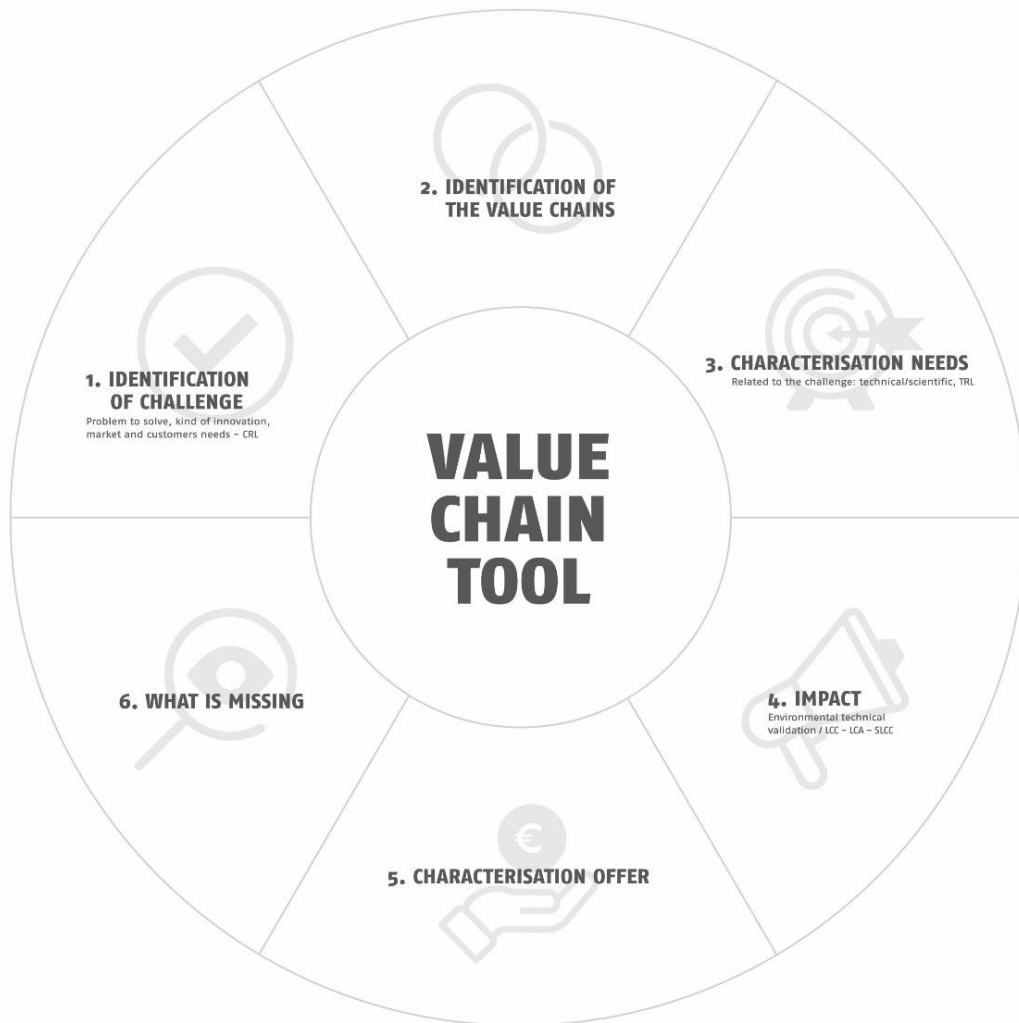 VALUE
CHAIN
TOOL
1. IDENTIFICATION
OF CHALLENGE
Problem to solve, kind of innovation,
market and customers needs – CRL
2. IDENTIFICATION OF
THE VALUE CHAINS
3. CHARACTERISATION NEEDS
Related to the challenge: technical/scientific, TRL
4. IMPACT
Environmental technical
validation / LCC – LCA – SLCC
€
5. CHARACTERISATION OFFER
6. WHAT IS MISSING